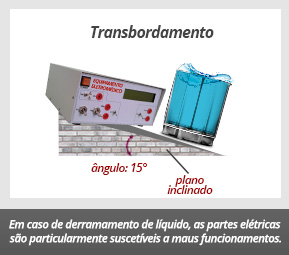 Transbordamento
EQUIPAMENTO
ELETROMÉDICO
ângulo: 15°
plano
inclinado
Em caso de derramamento de líquido, as partes elétricas
são particularmente suscetíveis a maus funcionamentos.